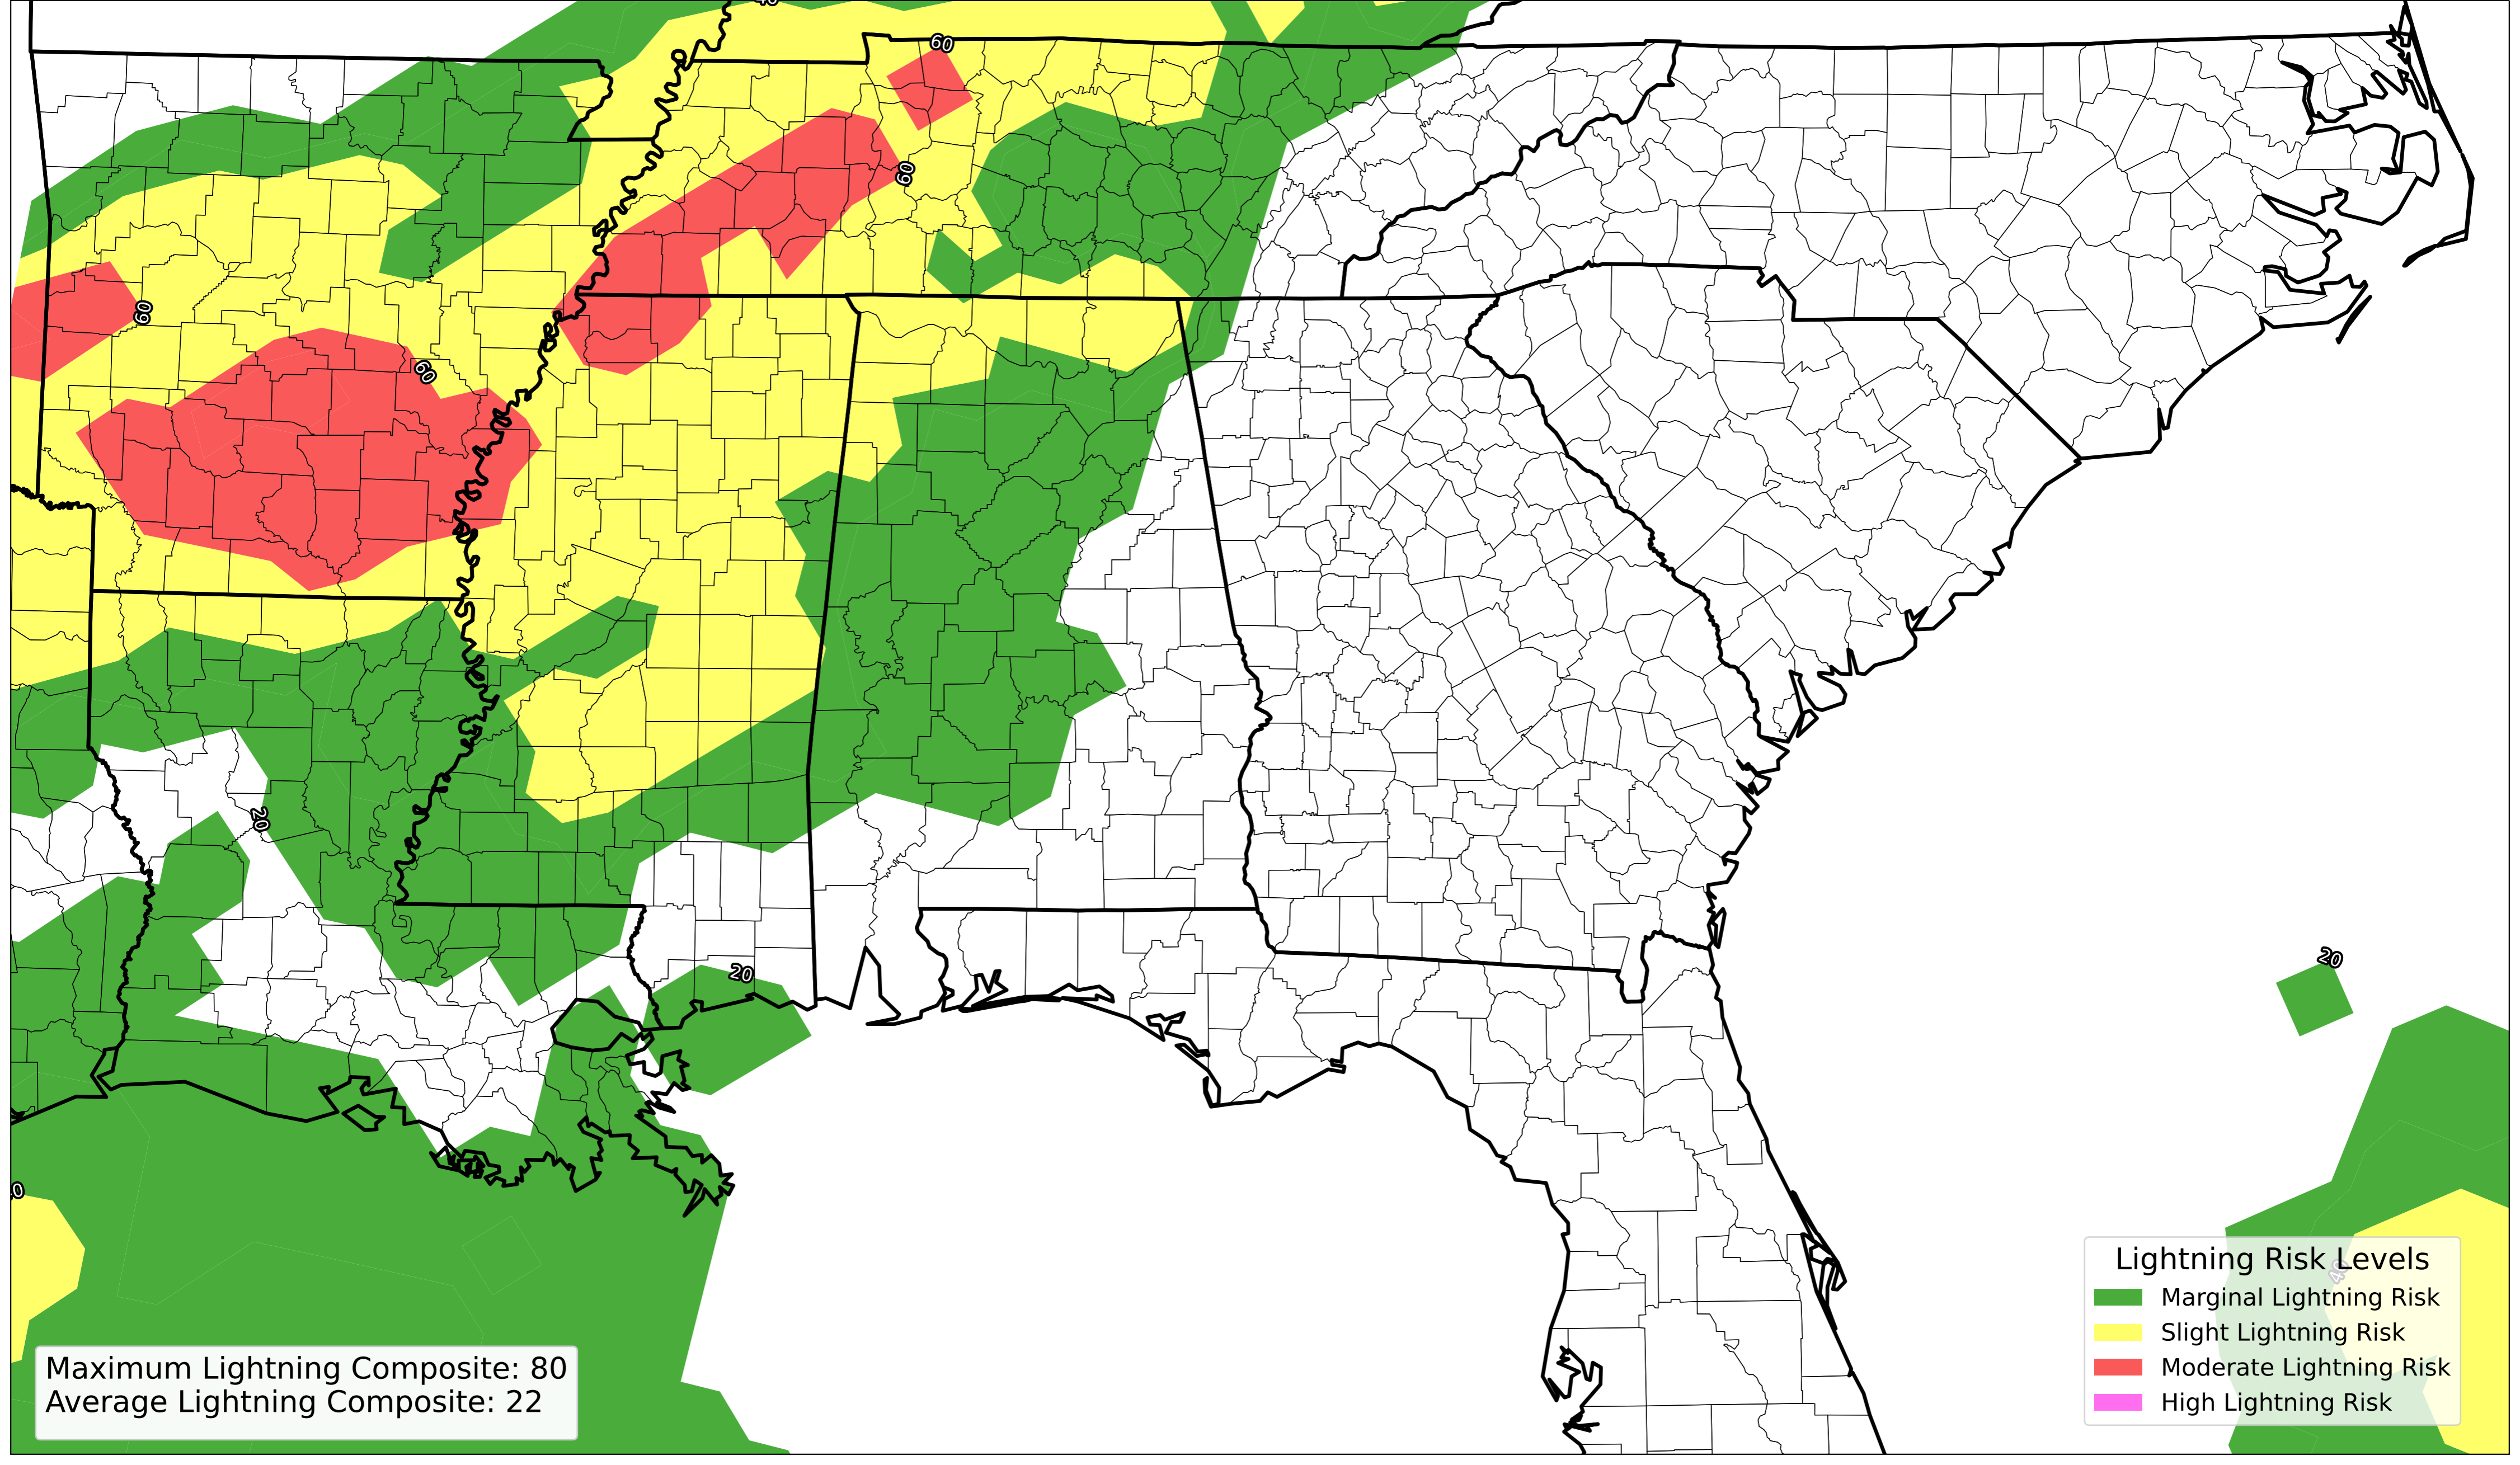 60
60
60
60
20
20
20
40
Lightning Risk Levels
Marginal Lightning Risk
Slight Lightning Risk
Moderate Lightning Risk
High Lightning Risk
Maximum Lightning Composite: 80
Average Lightning Composite: 22